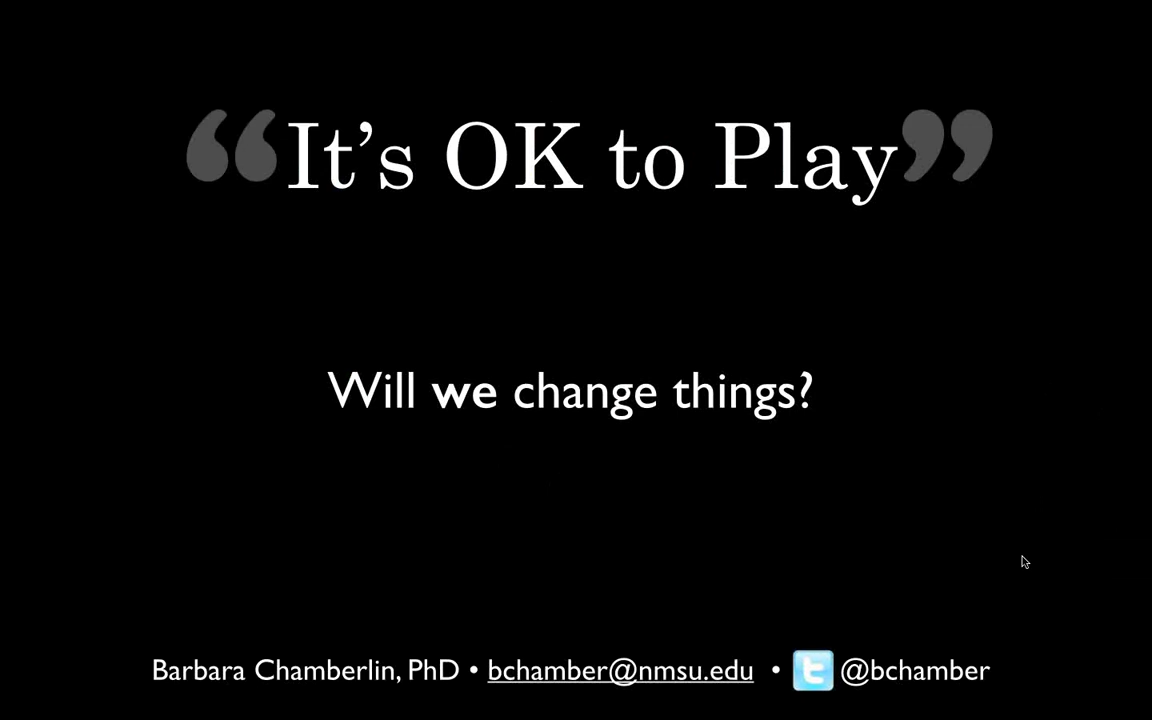 “It’s OK to Play”
Will we change things?
Barbara Chamberlin, PhD • bchamber@nmsu.edu • t @bchamber